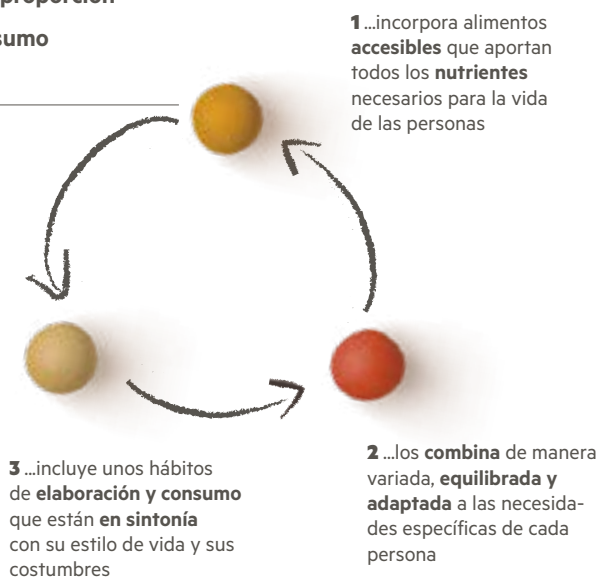 proporción
sumo
1 ...incorpora alimentos
accesibles que aportan
todos los nutrientes
necesarios para la vida
de las personas
2 ...los combina de manera
variada, equilibrada y
adaptada a las necesida-
des específicas de cada
persona
3 ...incluye unos hábitos
de elaboración y consumo
que están en sintonía
con su estilo de vida y sus
costumbres